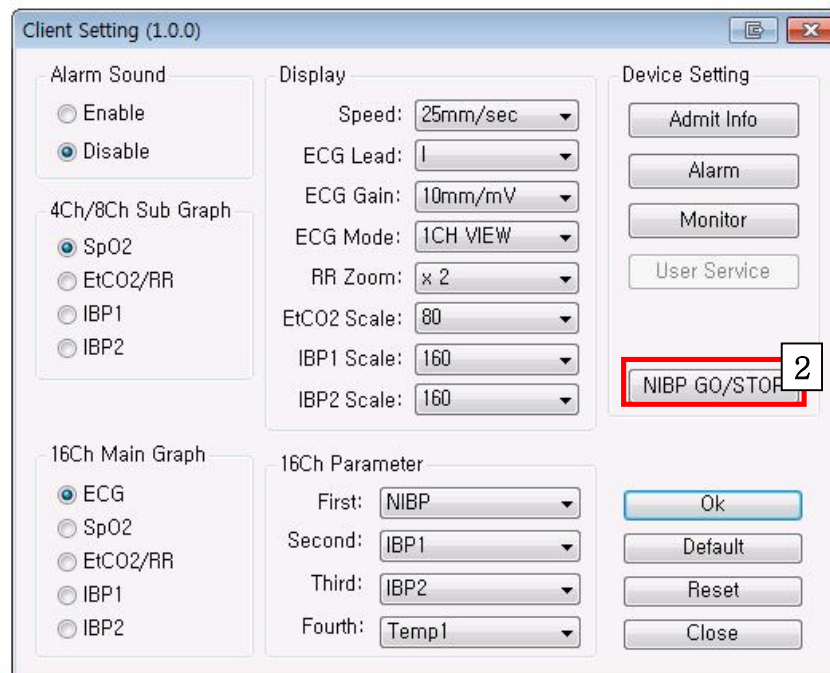 Client Setting (1.0.0)
Alarm Sound
Enable
Disable
4Ch/8Ch Sub Graph
SpO2
EtCO2/RR
IBP1
IBP2
16Ch Main Graph
ECG
SpO2
EtCO2/RR
IBP1
IBP2
Display
Speed: 25mm/sec
ECG Lead: I
ECG Gain: 10mm/mV
ECG Mode: 1CH VIEW
RR Zoom: x 2
EtCO2 Scale: 80
IBP1 Scale: 160
IBP2 Scale: 160
16Ch Parameter
First: NIBP
Second: IBP1
Third: IBP2
Fourth: Temp1
Device Setting
Admit Info
Alarm
Monitor
User Service
NIBP GO/STOP
2
Ok
Default
Reset
Close